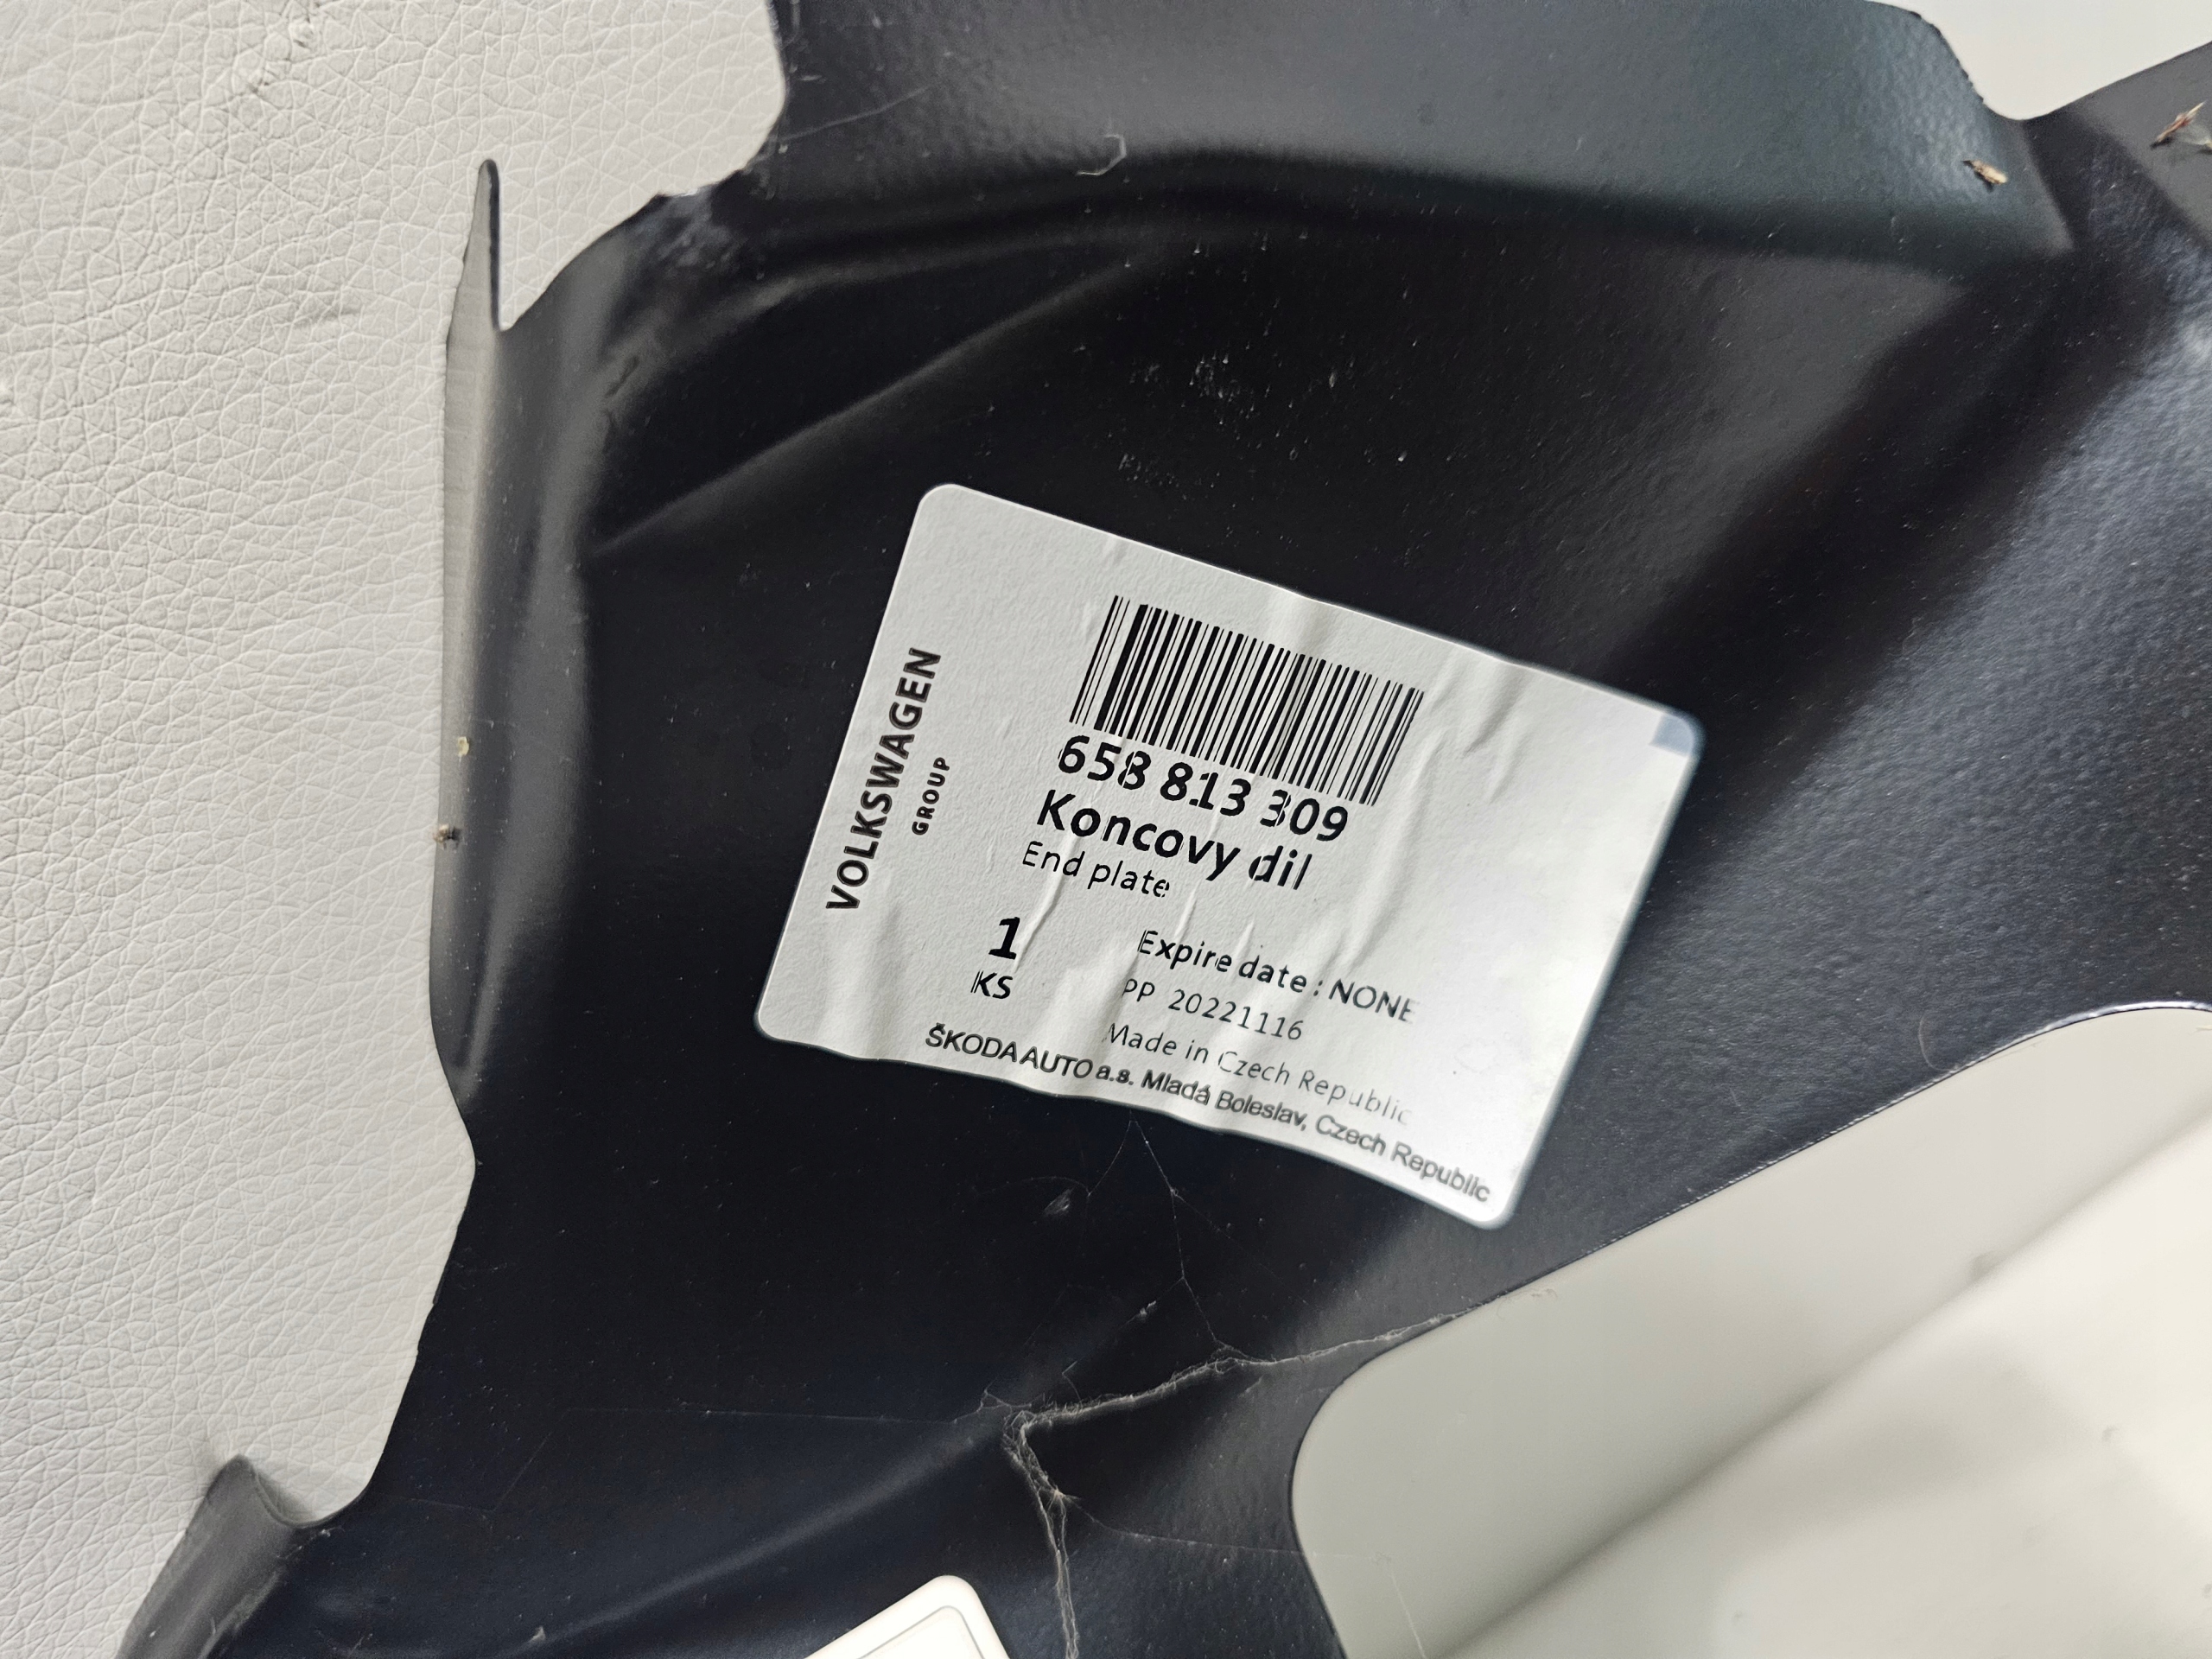 VOLKSWAGEN
GROUP
658 813 309
Koncovy dil
End plate
1
KS
Expire date : NONE
PP 20221116
Made in Czech Republic
ŠKODA AUTO a.s. Mladá Boleslav, Czech Republic